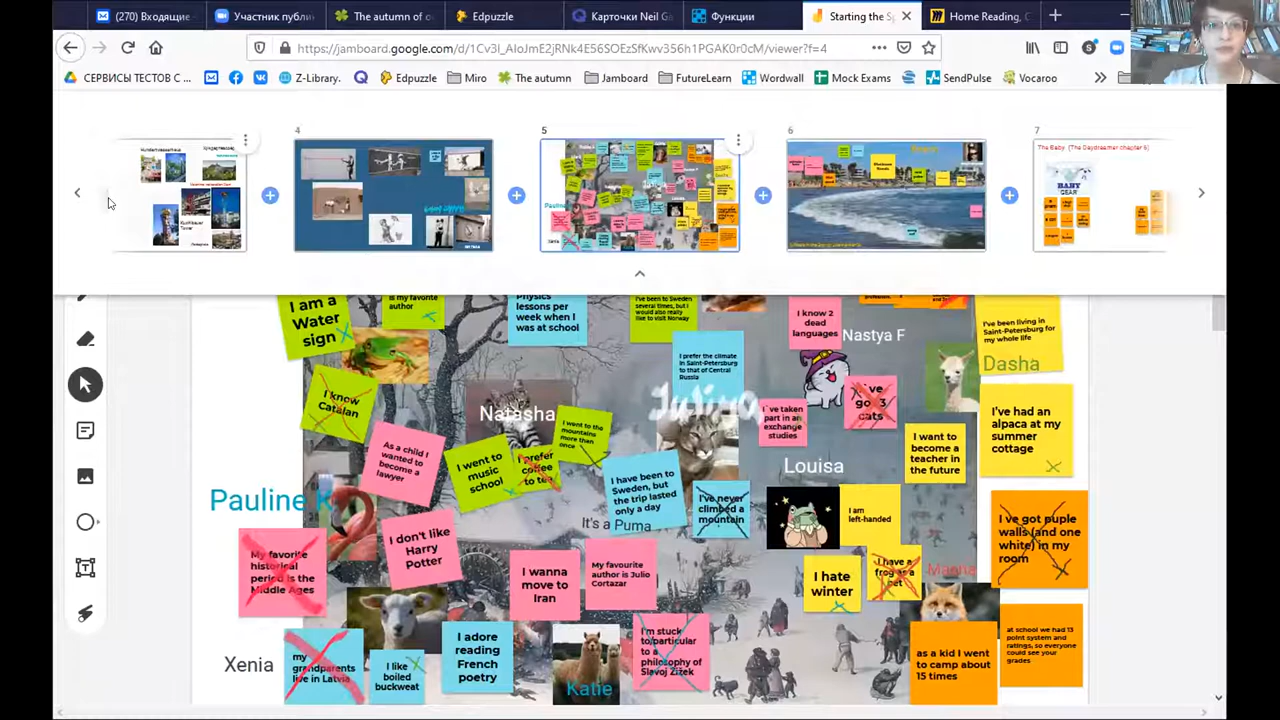 (270) Входящие
Участник публи
The autumn of o
Edpuzzle
Карточки Neil Ga
Функции
Starting the Sp
Home Reading, C
https://jamboard.google.com/d/1Cv3l_AIoJmE2jRNk4E56SOEzSfKwv356h1PGAK0r0cM/viewer?f=4
СЕРВИСЫ ТЕСТОВ С ...
Z-Library.
Edpuzzle
Miro
The autumn
Jamboard
FutureLearn
Wordwall
Mock Exams
SendPulse
Vocaroo
4
5
6
7
The Baby (The Daydreamer chapter 6)
BABY
GEAR
I am a
Water
sign
is my favorite
author
Physics
lessons per
week when I
was at school
I've been to Sweden
several times, but I
would also
really like to visit Norway
I know 2
dead
languages
Nastya F
I've been living in
Saint-Petersburg for
my whole life
Dasha
I prefer the climate
in Saint-Petersburg
to that of Central
Russia
I know
Catalan
Natasha
Juliya
I've
got 3
cats
I've taken
part in an
exchange
studies
I've had an
alpaca at my
summer
cottage
As a child I
wanted to
become a
lawyer
I went to
music
school
I prefer
coffee
to tea
I went to the
mountains
more than
once
I want to
become a
teacher in
the future
Louisa
Pauline K
I have been to
Sweden, but
the trip lasted
only a day
It's a Puma
I've never
climbed a
mountain
I am
left-handed
I ve got puple
walls (and one
white) in my
room
My favorite
historical
period is the
Middle Ages
I don't like
Harry
Potter
I wanna
move to
Iran
My favourite
author is Julio
Cortazar
I hate
winter
I have a
frog as a
pet
Masha
Xenia
my
grandparents
live in Latvia
I like
boiled
buckweat
I adore
reading
French
poetry
Katie
I'm stuck
to particular
to a
philosophy of
Slavoj Žižek
as a kid I went
to camp about
15 times
at school we had 13
point system and
ratings, so everyone
could see your
grades